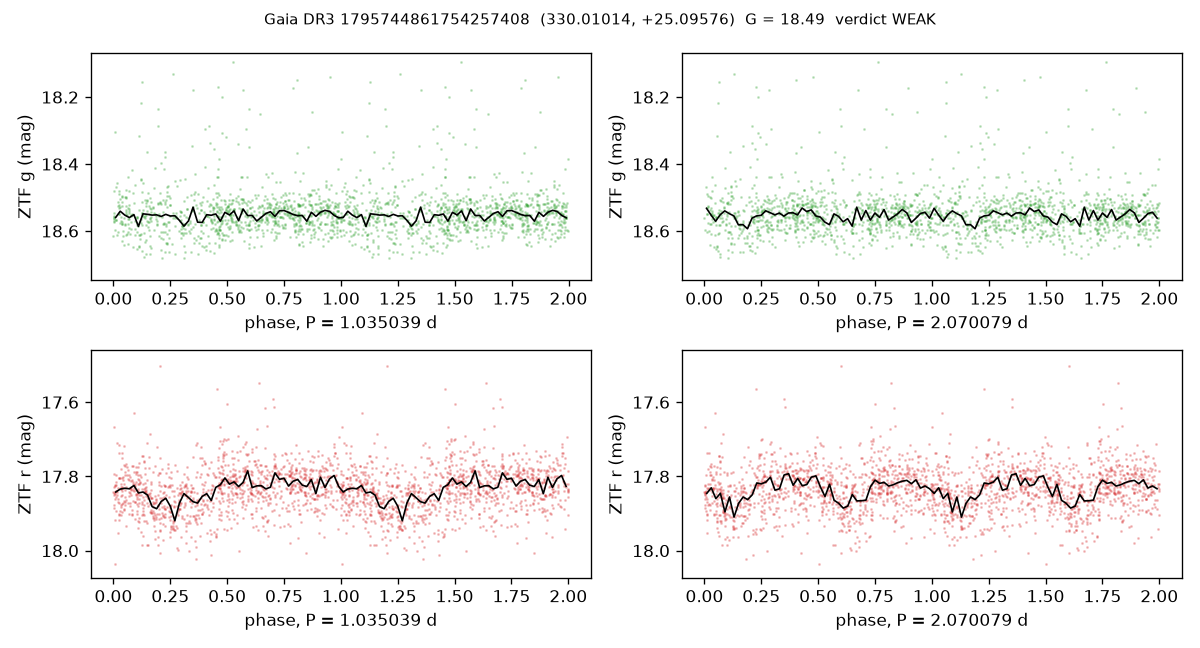 Gaia DR3 1795744861754257408  (330.01014, +25.09576)  G = 18.49  verdict WEAK
ZTF g (mag)
18.2
18.4
18.6
0.00 0.25 0.50 0.75 1.00 1.25 1.50 1.75 2.00
phase, P = 1.035039 d
ZTF g (mag)
18.2
18.4
18.6
0.00 0.25 0.50 0.75 1.00 1.25 1.50 1.75 2.00
phase, P = 2.070079 d
ZTF r (mag)
17.6
17.8
18.0
0.00 0.25 0.50 0.75 1.00 1.25 1.50 1.75 2.00
phase, P = 1.035039 d
ZTF r (mag)
17.6
17.8
18.0
0.00 0.25 0.50 0.75 1.00 1.25 1.50 1.75 2.00
phase, P = 2.070079 d